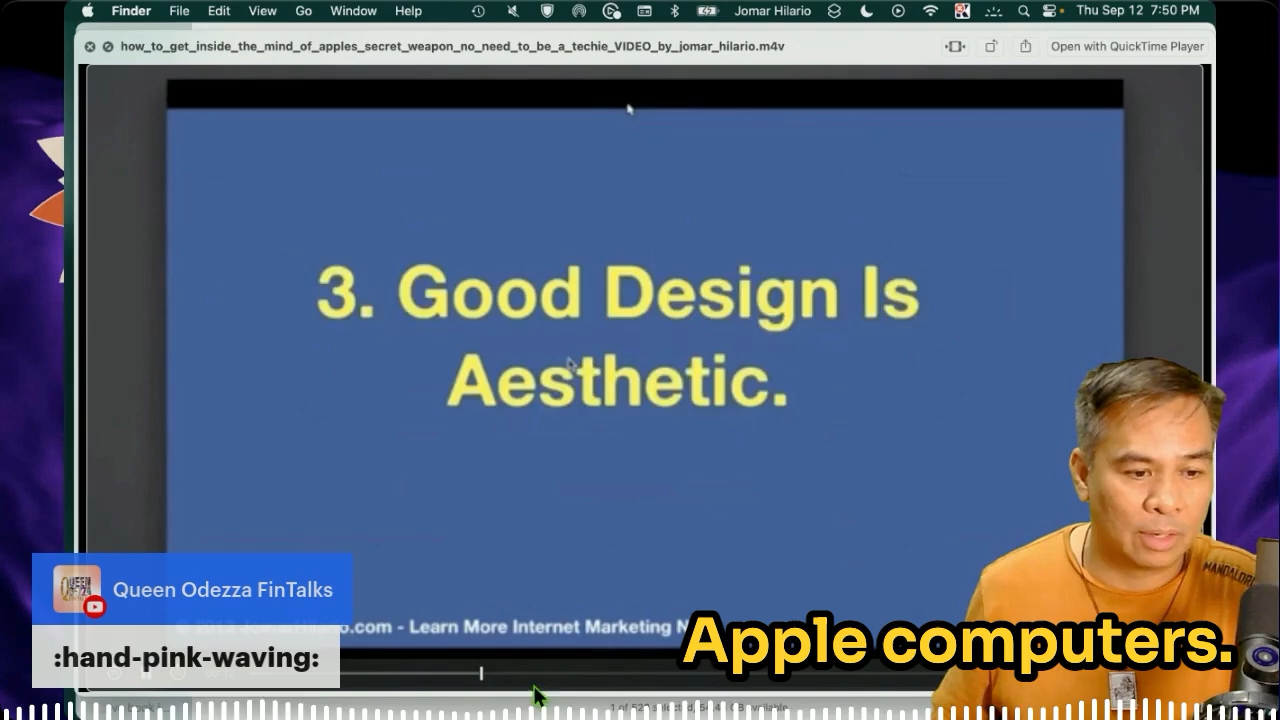 Finder File Edit View Go Window Help Jomar Hilario Thu Sep 12 7:50 PM
how_to_get_inside_the_mind_of_apples_secret_weapon_no_need_to_be_a_techie_VIDEO_by_jomar_hilario.m4v
Open with QuickTime Player
3. Good Design Is
Aesthetic.
MANDALOR
Queen Odezza FinTalks
.com - Learn More Internet Marketing
Apple computers.
:hand-pink-waving: